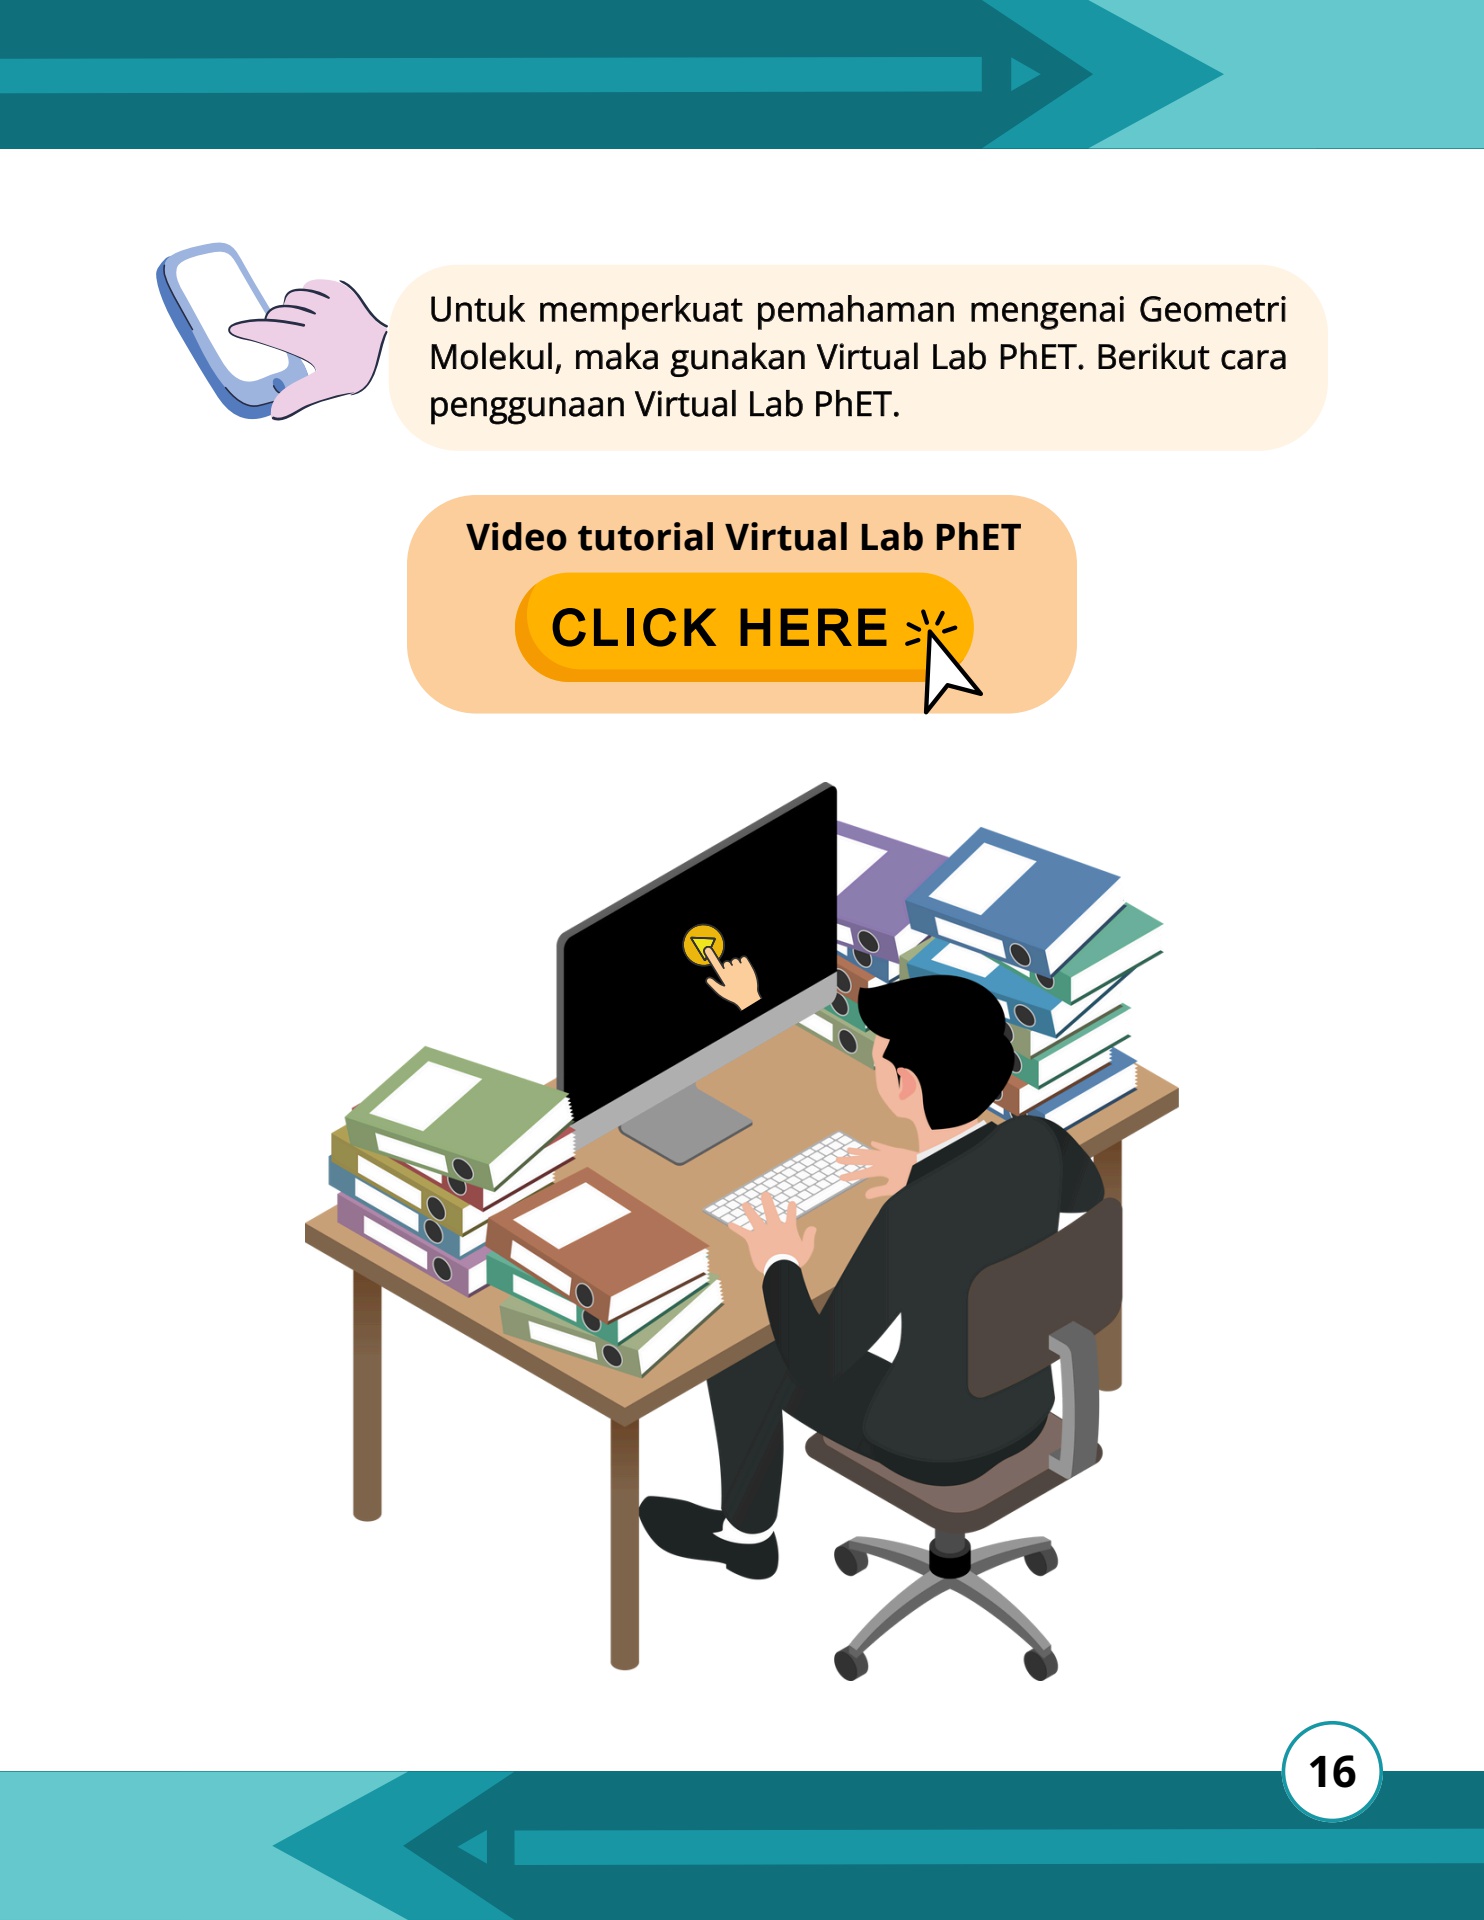 Untuk memperkuat pemahaman mengenai Geometri
Molekul, maka gunakan Virtual Lab PhET. Berikut cara
penggunaan Virtual Lab PhET.
Video tutorial Virtual Lab PhET
CLICK HERE
16